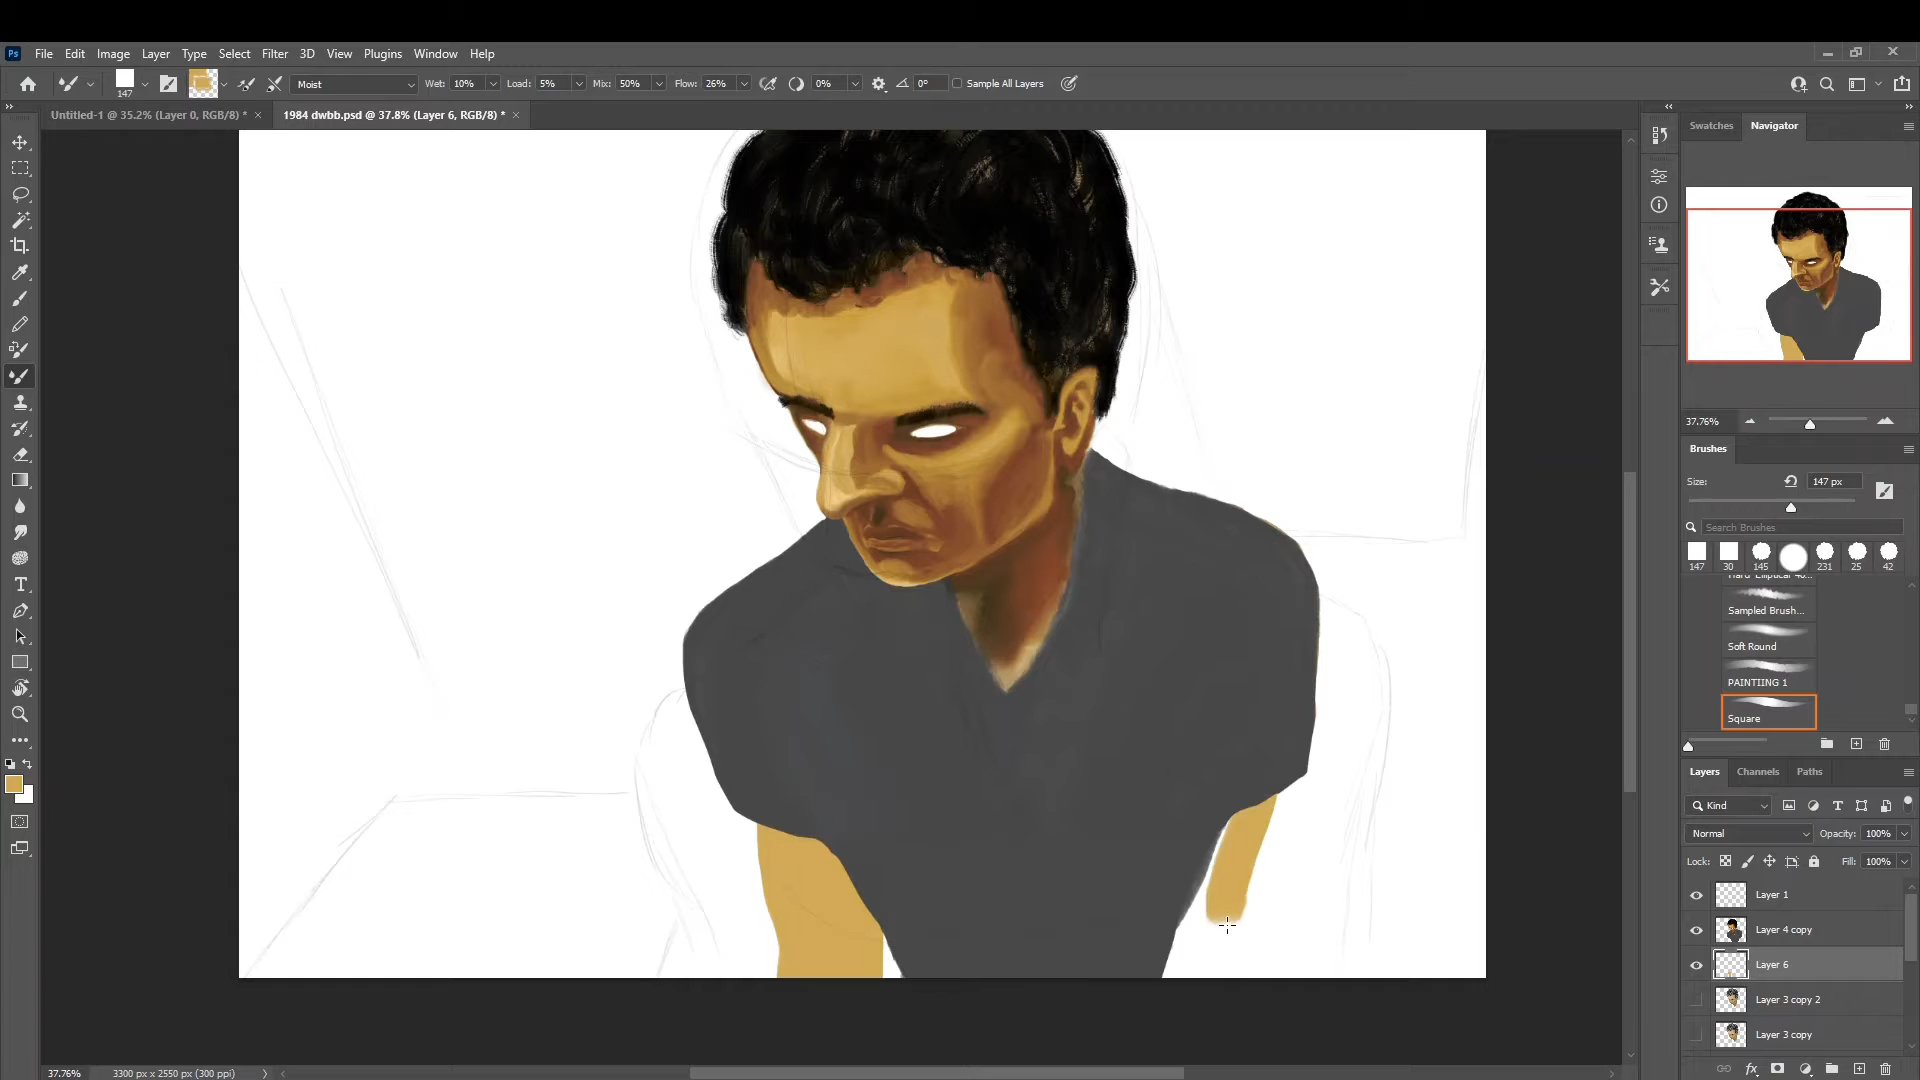 Ps File Edit Image Layer Type Select Filter 3D View Plugins Window Help
147 Moist Wet: 10% Load: 5% Mix: 50% Flow: 26% 0% 0° Sample All Layers
Untitled-1 @ 35.2% (Layer 0, RGB/8) * × 1984 dwbb.psd @ 37.8% (Layer 6, RGB/8) * ×
Swatches Navigator
37.76%
Brushes
Size: 147 px
Search Brushes
147 30 145 231 25 42
Sampled Brush...
Soft Round
PAINTIING 1
Square
Layers Channels Paths
Kind
Normal Opacity: 100%
Lock: Fill: 100%
Layer 1
Layer 4 copy
Layer 6
Layer 3 copy 2
Layer 3 copy
37.76% 3300 px x 2550 px (300 ppi)